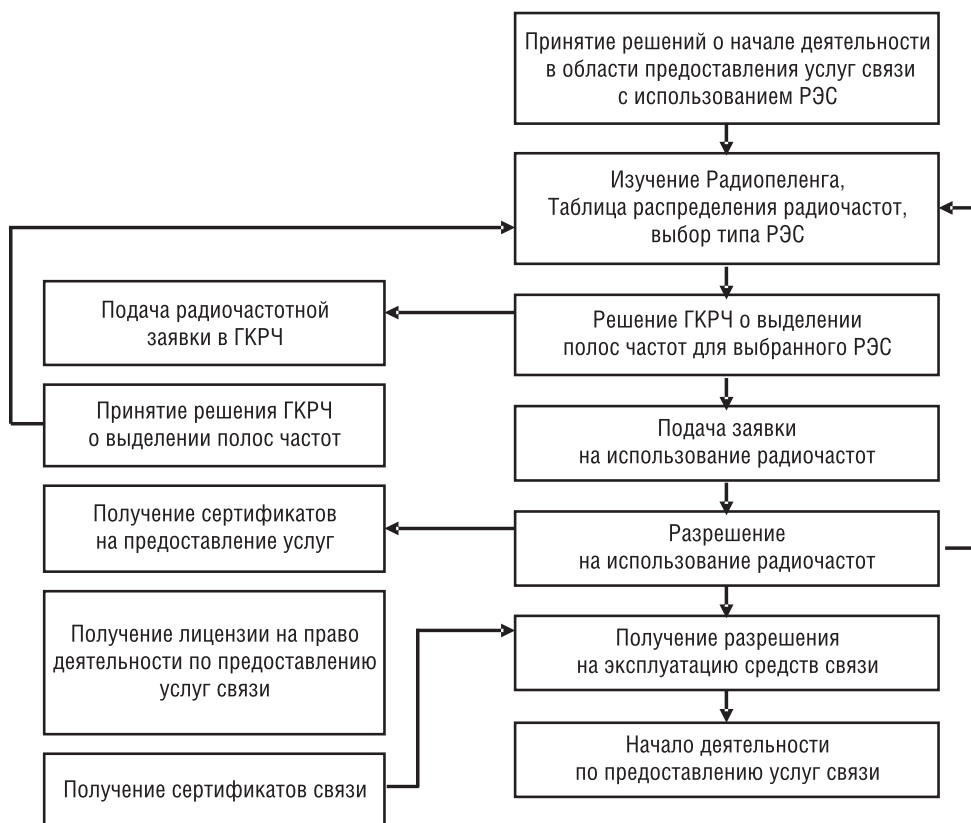 Принятие решений о начале деятельности
в области предоставления услуг связи
с использованием РЭС
Изучение Радиопеленга,
Таблица распределения радиочастот,
выбор типа РЭС
Подача радиочастотной
заявки в ГКРЧ
Решение ГКРЧ о выделении
полос частот для выбранного РЭС
Принятие решения ГКРЧ
о выделении полос частот
Подача заявки
на использование радиочастот
Получение сертификатов
на предоставление услуг
Разрешение
на использование радиочастот
Получение лицензии на право
деятельности по предоставлению
услуг связи
Получение разрешения
на эксплуатацию средств связи
Получение сертификатов связи
Начало деятельности
по предоставлению услуг связи